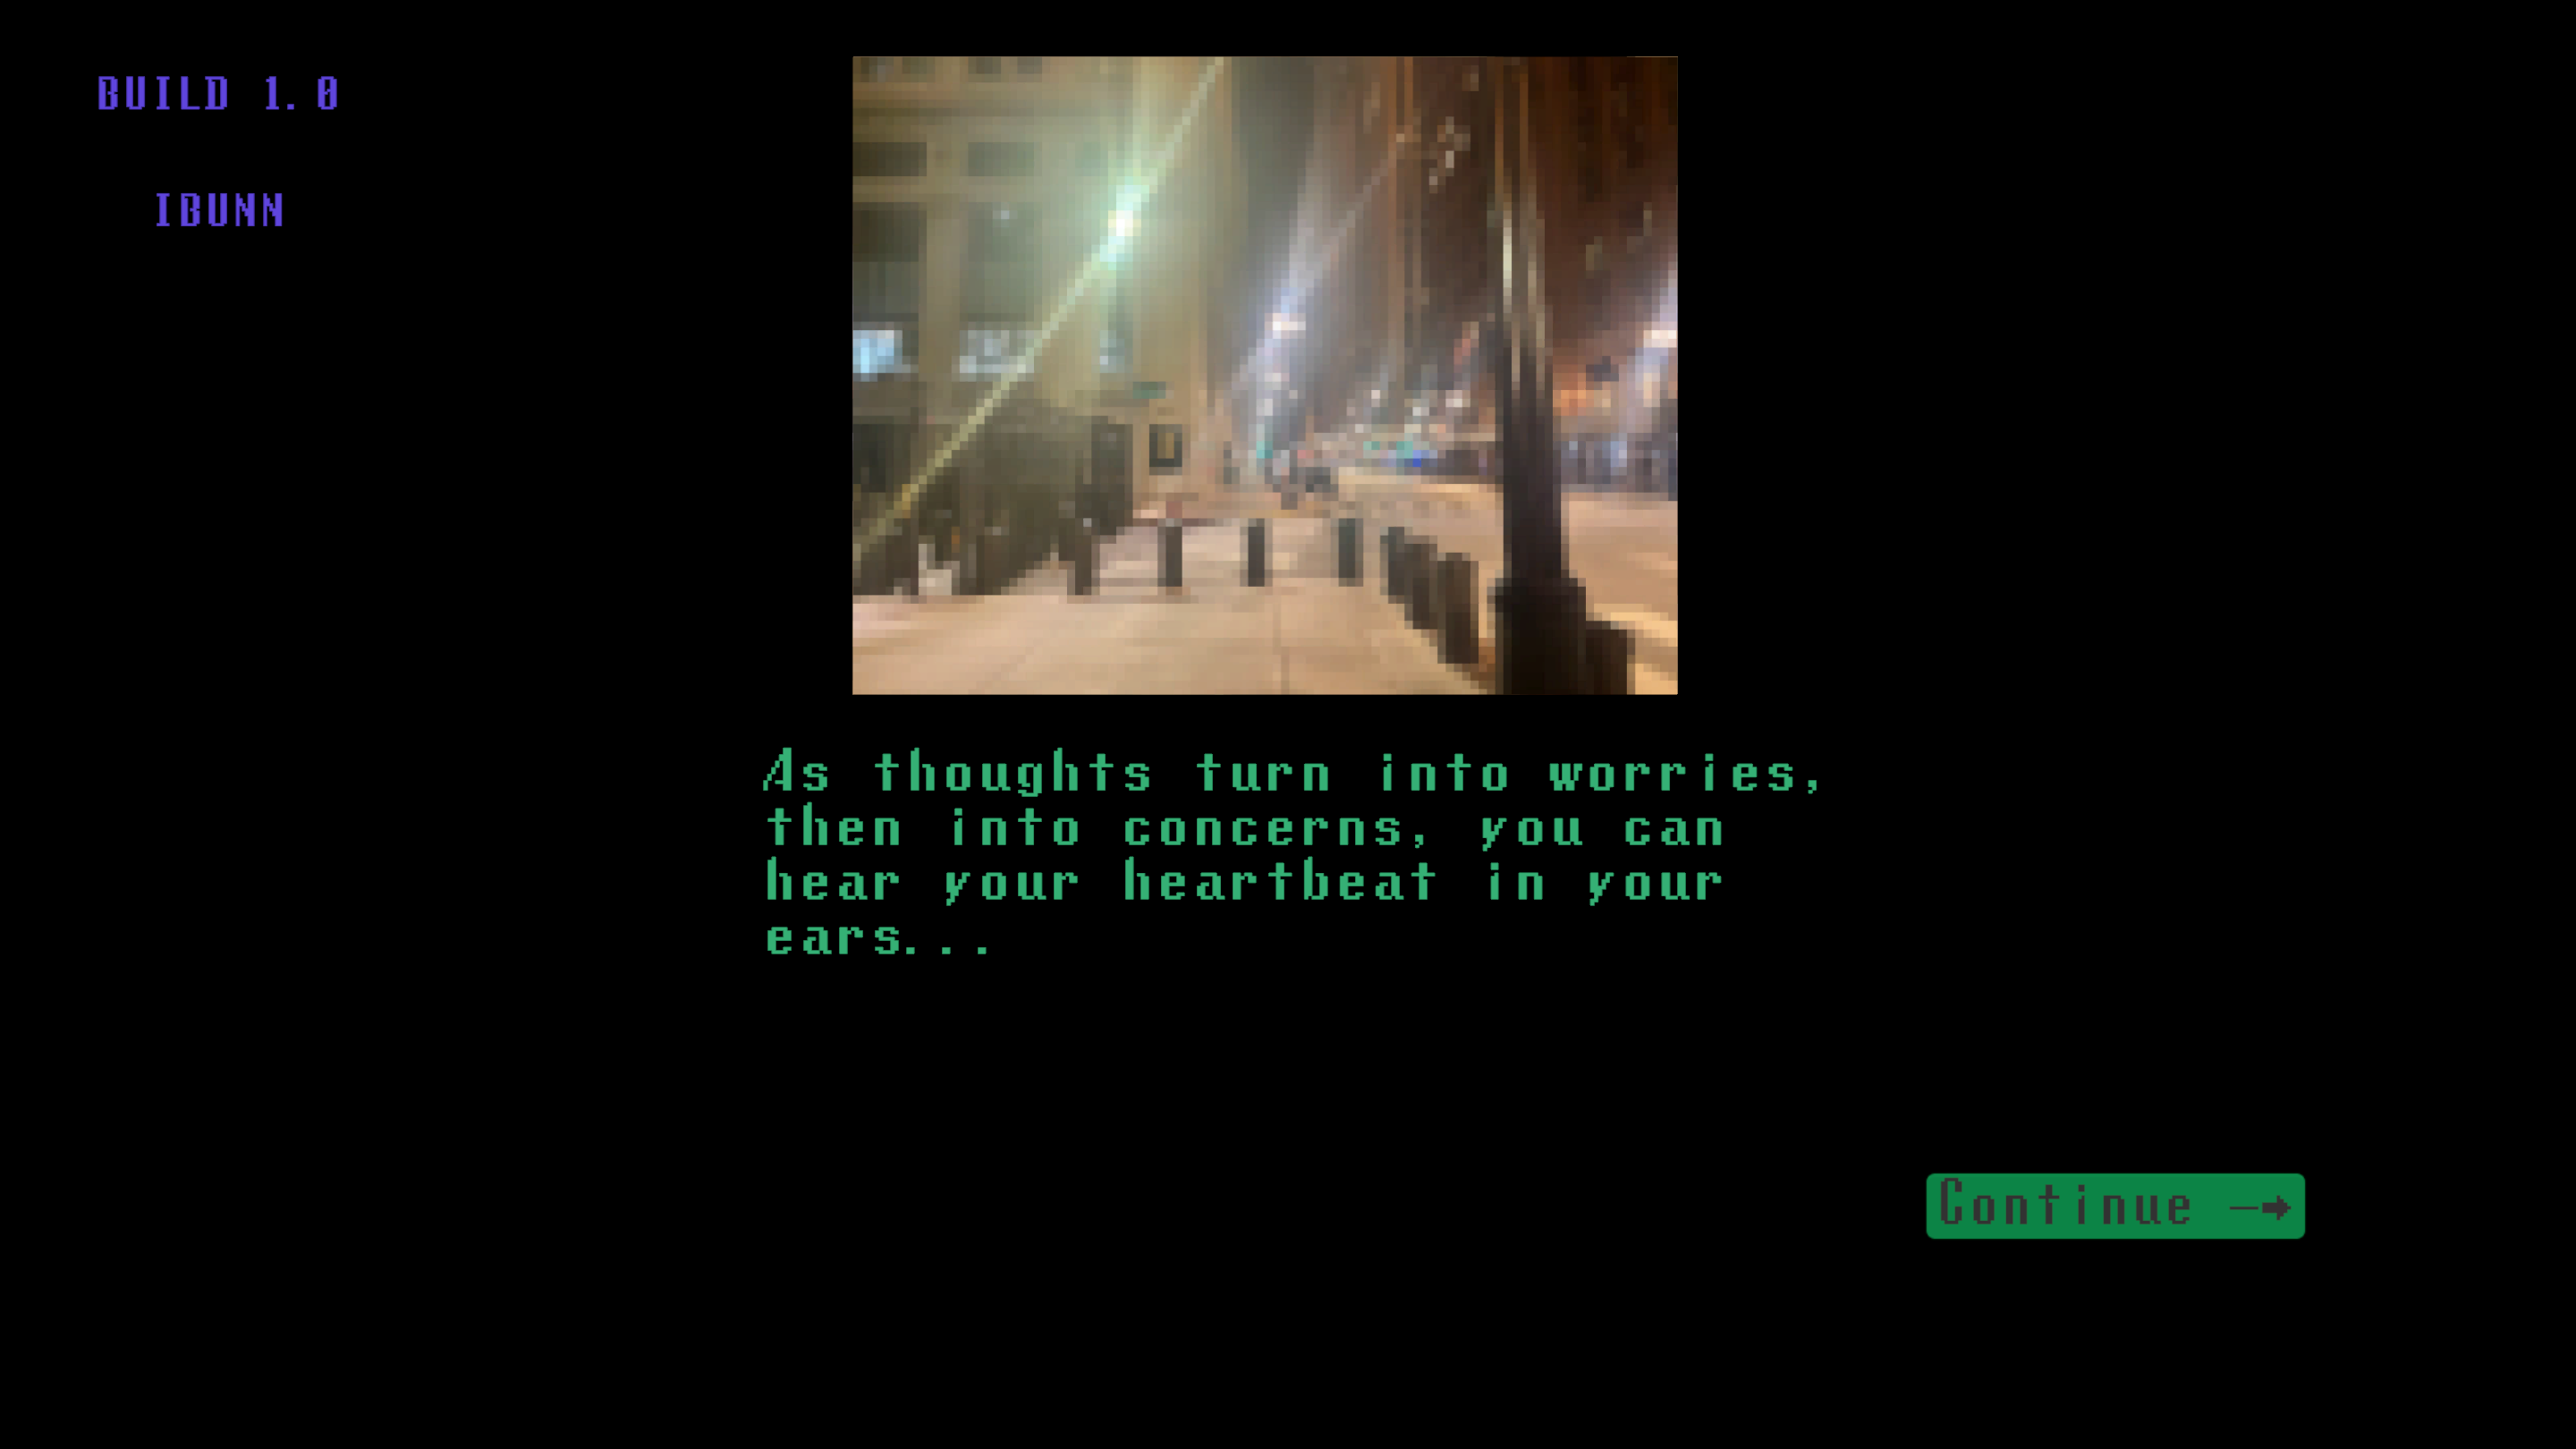 BUILD 1.0
IBUNN
As thoughts turn into worries,
then into concerns, you can
hear your heartbeat in your
ears...
Continue →